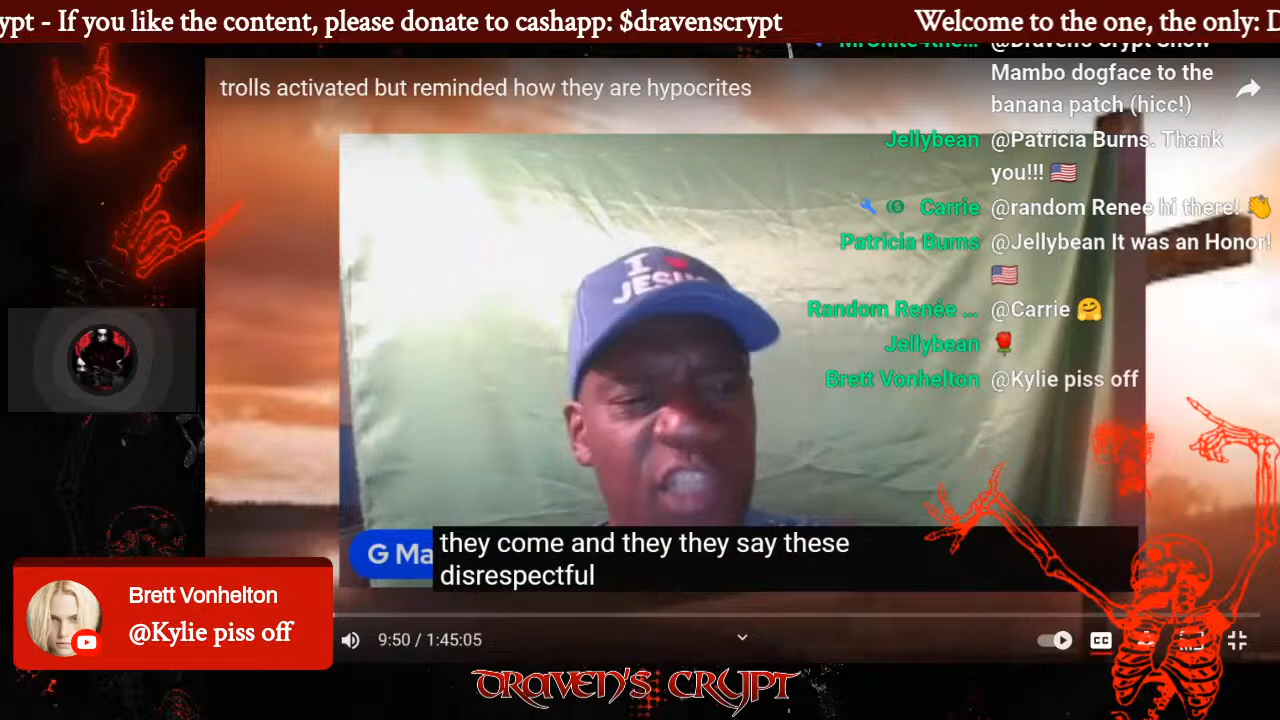 ypt - If you like the content, please donate to cashapp: $dravenscrypt
Welcome to the one, the only: D
trolls activated but reminded how they are hypocrites
@Draven's Crypt Show
Mambo dogface to the
banana patch (hicc!)
Jellybean @Patricia Burns. Thank
you!!! 🇺🇸
Carrie @random Renee hi there! 👋
Patricia Burns @Jellybean It was an Honor!
🇺🇸
Random Renée ... @Carrie 🤗
Jellybean 🌹
Brett Vonhelton @Kylie piss off
I ♥
JESUS
G Ma
they come and they they say these
disrespectful
Brett Vonhelton
@Kylie piss off
9:50 / 1:45:05
CC
DRAVEN'S CRYPT